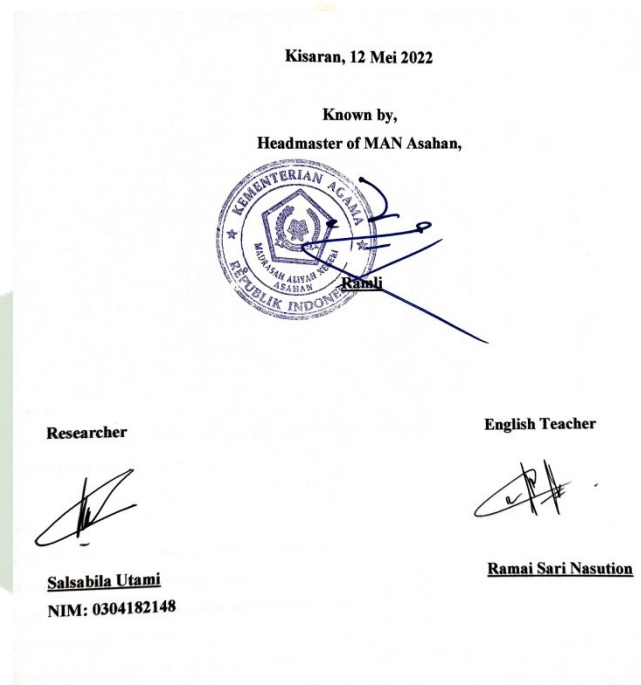 Kisaran, 12 Mei 2022
Known by,
Headmaster of MAN Asahan,
KEMENTERIAN AGAMA
MADRASAH ALIYAH NEGERI
ASAHAN
REPUBLIK INDONESIA
Ramli
Researcher
English Teacher
Salsabila Utami
Ramai Sari Nasution
NIM: 0304182148